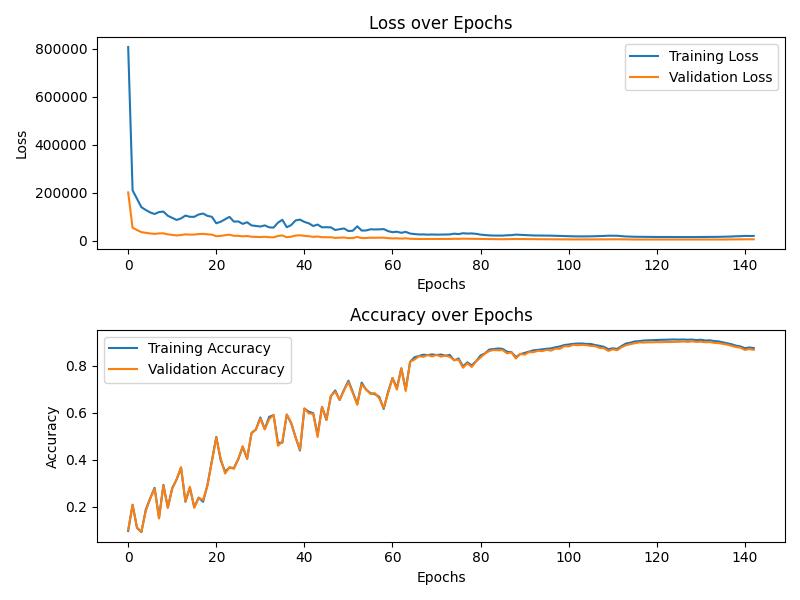 Loss over Epochs
800000
600000
400000
200000
0
Loss
Training Loss
Validation Loss
0 20 40 60 80 100 120 140
Epochs
Accuracy over Epochs
Training Accuracy
Validation Accuracy
0.8
0.6
0.4
0.2
Accuracy
0 20 40 60 80 100 120 140
Epochs